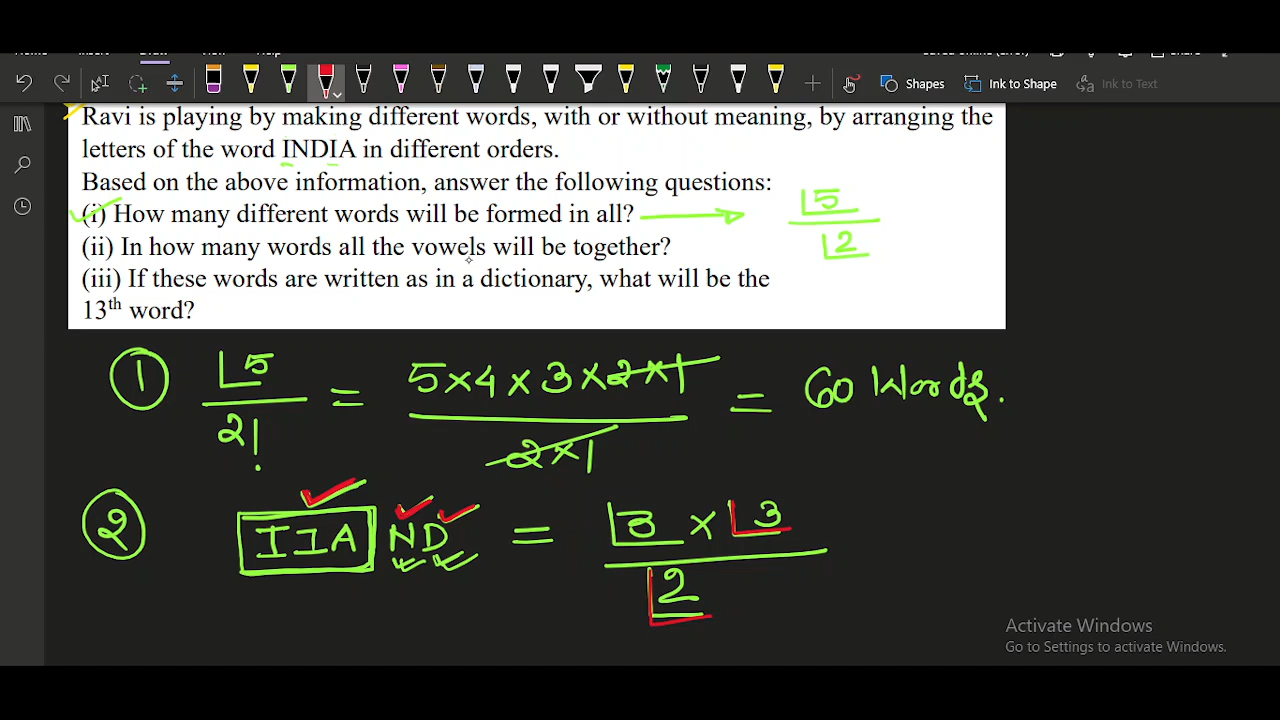 Shapes Ink to Shape Ink to Text
Ravi is playing by making different words, with or without meaning, by arranging the
letters of the word INDIA in different orders.
Based on the above information, answer the following questions:
(i) How many different words will be formed in all?
(ii) In how many words all the vowels will be together?
(iii) If these words are written as in a dictionary, what will be the
13th word?
⌊5
⌊2
1 ⌊5 / 2! = 5×4×3×2×1 / 2×1 = 60 Words.
2 IIA ND = ⌊3 × ⌊3 / ⌊2
Activate Windows
Go to Settings to activate Windows.